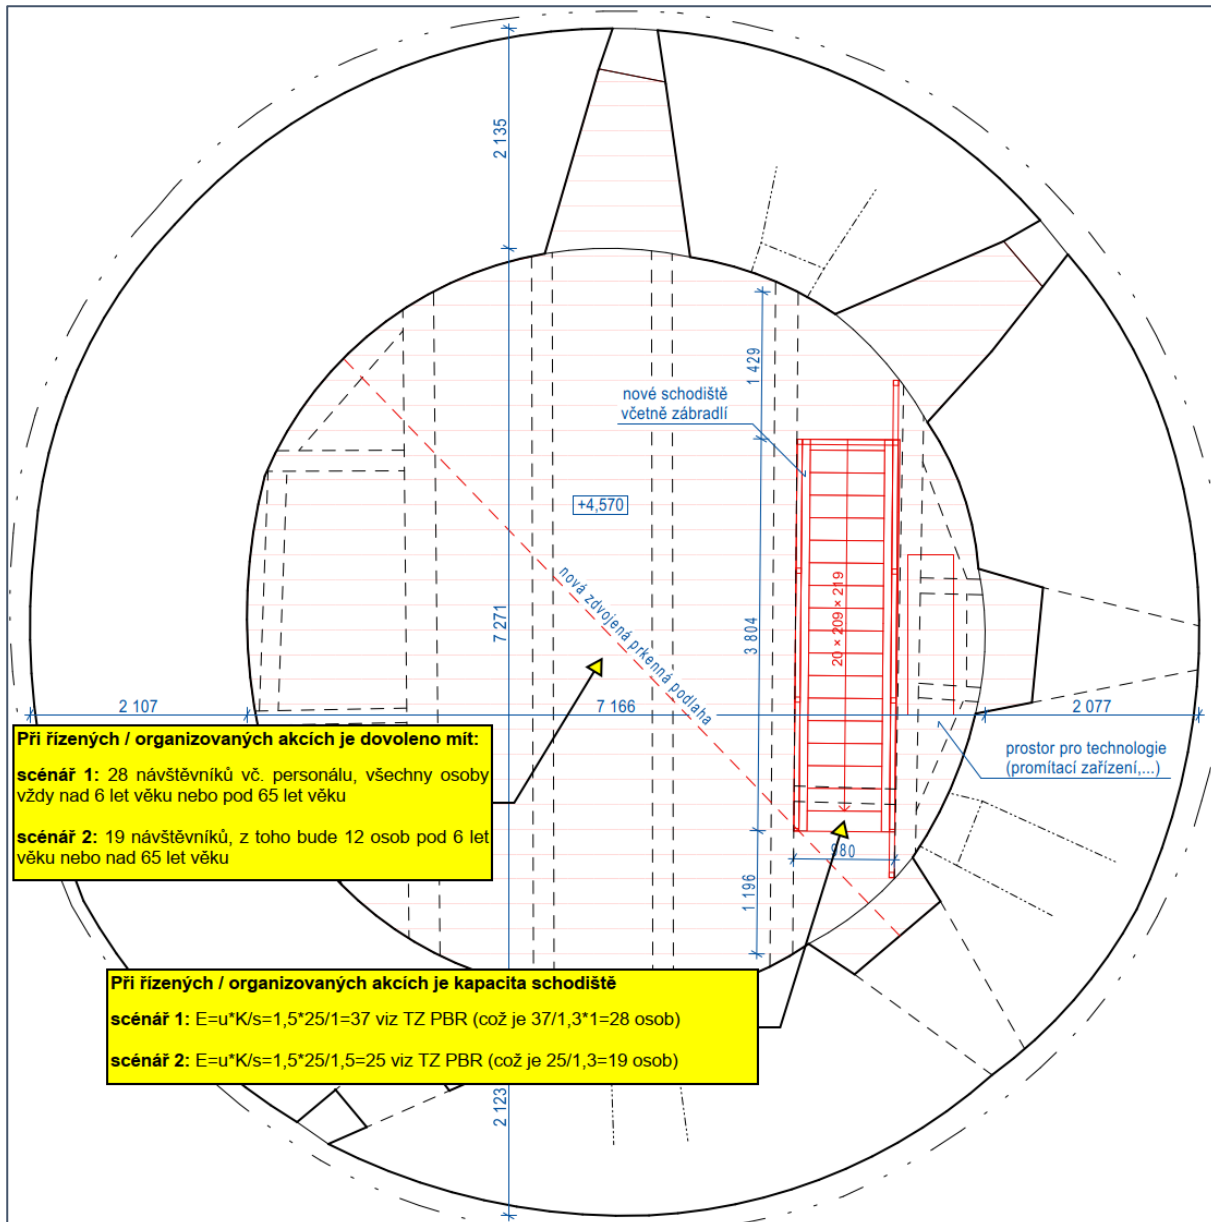 2 135
1 429
nové schodiště
včetně zábradlí
+4,570
nová zdvojená prkenná podlaha
20 × 209 × 219
7 271
3 804
2 107
7 166
2 077
prostor pro technologie
(promítací zařízení,...)
Při řízených / organizovaných akcích je dovoleno mít:
scénář 1: 28 návštěvníků vč. personálu, všechny osoby
vždy nad 6 let věku nebo pod 65 let věku
scénář 2: 19 návštěvníků, z toho bude 12 osob pod 6 let
věku nebo nad 65 let věku
980
1 196
Při řízených / organizovaných akcích je kapacita schodiště
scénář 1: E=u*K/s=1,5*25/1=37 viz TZ PBR (což je 37/1,3*1=28 osob)
scénář 2: E=u*K/s=1,5*25/1,5=25 viz TZ PBR (což je 25/1,3=19 osob)
2 123